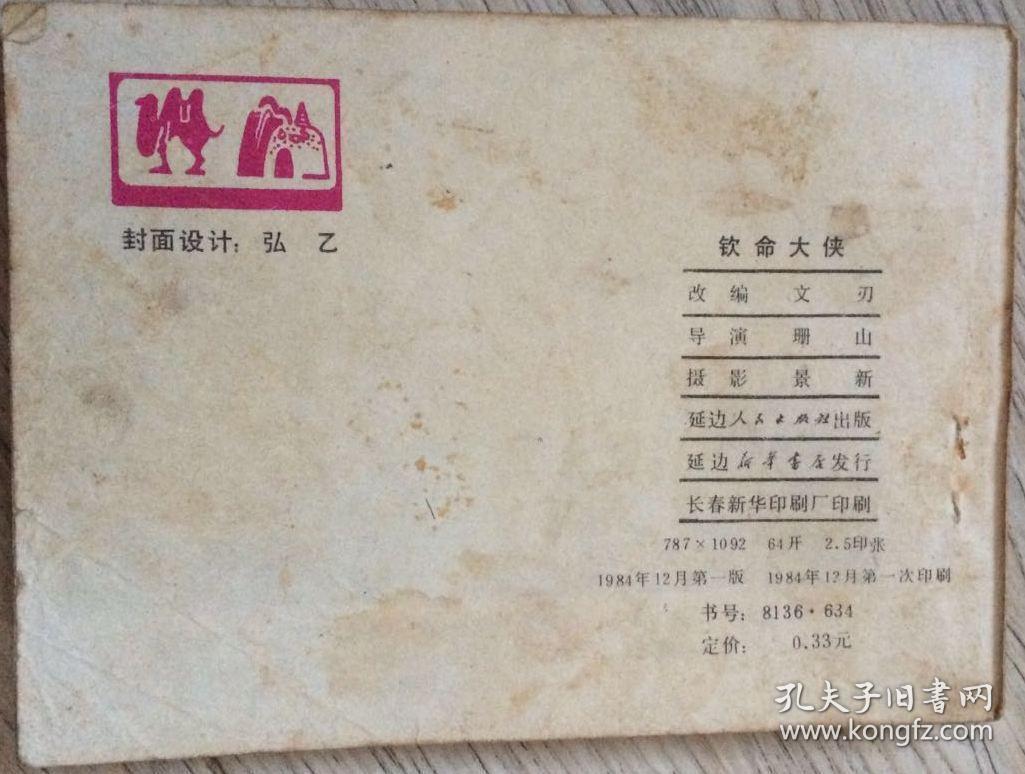 封面设计：弘 乙
钦命大侠
改编 文刃
导演 珊山
摄影 景新
延边人民出版社出版
延边新华书店发行
长春新华印刷厂印刷
787×1092 64开 2.5印张
1984年12月第一版 1984年12月第一次印刷
书号：8136·634
定价： 0.33元
孔夫子旧书网
www.kongfz.com